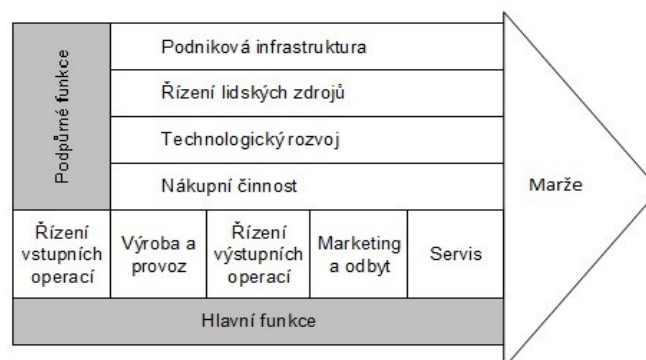 Podpůrné funkce
Podniková infrastruktura
Řízení lidských zdrojů
Technologický rozvoj
Nákupní činnost
Marže
Řízení
vstupních
operací
Výroba a
provoz
Řízení
výstupních
operací
Marketing
a odbyt
Servis
Hlavní funkce